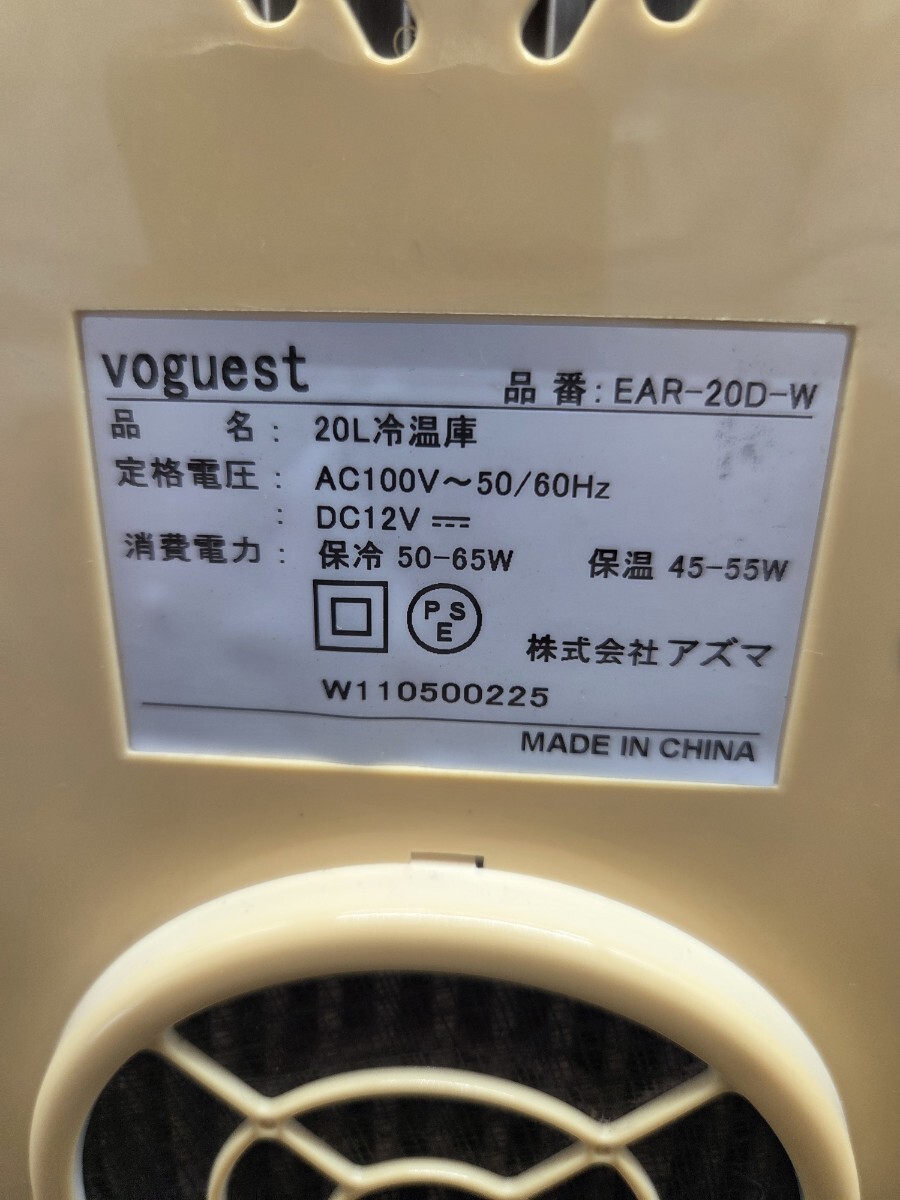 voguest
品 番: EAR-20D-W
品 名: 20L冷温庫
定格電圧: AC100V~50/60Hz
: DC12V ⎓
消費電力: 保冷 50-65W 保温 45-55W
PSE
株式会社 アズマ
W110500225
MADE IN CHINA